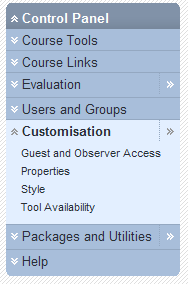 Control Panel
Course Tools
Course Links
Evaluation
Users and Groups
Customisation
Guest and Observer Access
Properties
Style
Tool Availability
Packages and Utilities
Help